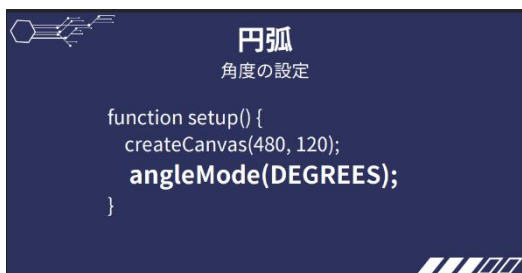 円弧
角度の設定
function setup() {
createCanvas(480, 120);
angleMode(DEGREES);
}